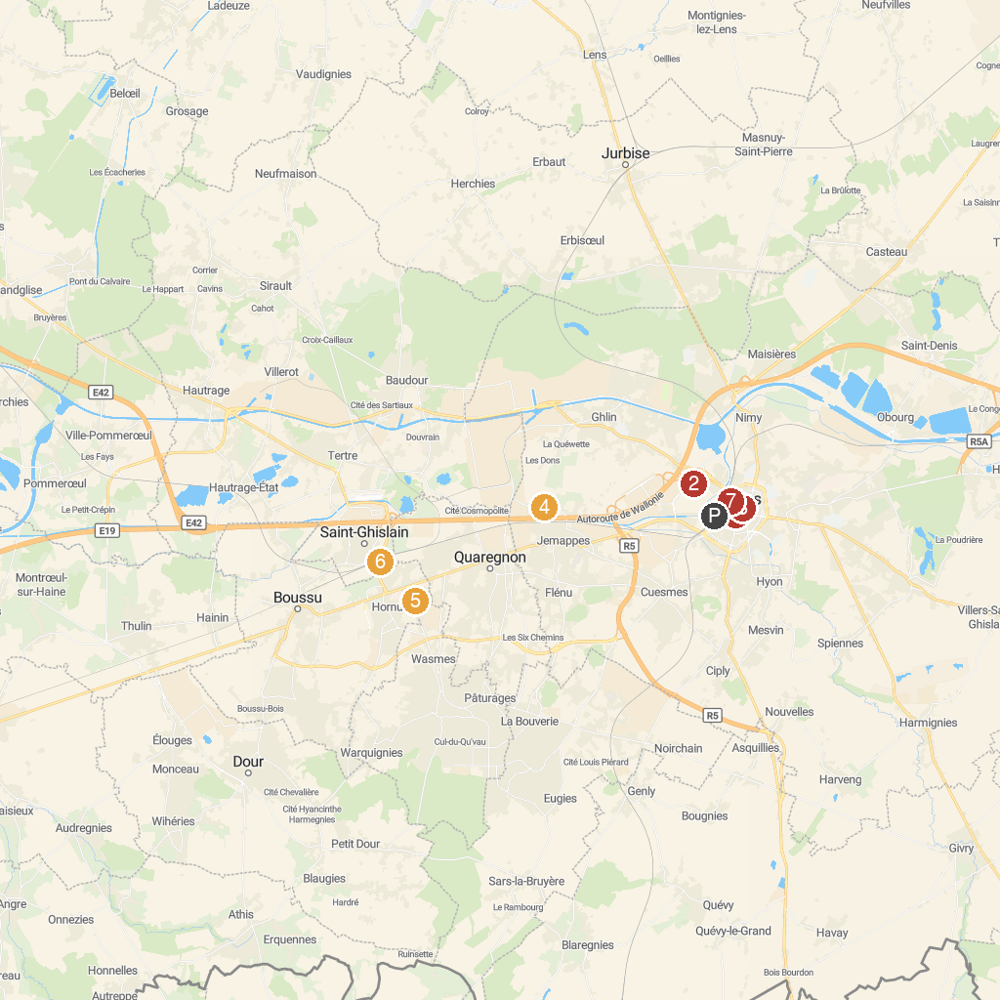 Ladeuze
Neufvilles
Montignies-
lez-Lens
Lens
Oeillies
Vaudignies
Belœil
Grosage
Colroy
Masnuy-
Saint-Pierre
Jurbise
Erbaut
Les Écacheries
Neufmaison
Herchies
La Brûlotte
Erbisœul
Casteau
Corrier
Pont du Calvaire
Le Happart
Cavins
Sirault
Cahot
Bruyères
Croix-Caillaux
Saint-Denis
Maisières
Villerot
Baudour
Hautrage
E42
Cité des Sartiaux
Ghlin
Nimy
Obourg
Ville-Pommerœul
Douvrain
La Quéwette
R5A
Les Fays
Tertre
Les Dons
Pommerœul
Hautrage-État
2
7
4
Le Petit-Crépin
Cité Cosmopolite
Autoroute de Wallonie
P
E42
E19
Saint-Ghislain
Jemappes
R5
La Poudrière
6
Quaregnon
Montrœul-
sur-Haine
Boussu
5
Flénu
Cuesmes
Hyon
Hainin
Thulin
Mesvin
Les Six Chemins
Spiennes
Wasmes
Ciply
Pâturages
Boussu-Bois
Nouvelles
R5
La Bouverie
Harmignies
Élouges
Cul-du-Qu'vau
Noirchain
Asquillies
Warquignies
Dour
Monceau
Cité Louis Piérard
Harveng
Cité Chevalière
Genly
Eugies
Cité Hyancinthe
Harmegnies
Bougnies
Wihéries
Audregnies
Petit Dour
Givry
Blaugies
Sars-la-Bruyère
Hardré
Le Rambourg
Quévy
Athis
Onnezies
Quévy-le-Grand
Havay
Erquennes
Blaregnies
Ruinsette
Honnelles
Bois Bourdon
Autreppe